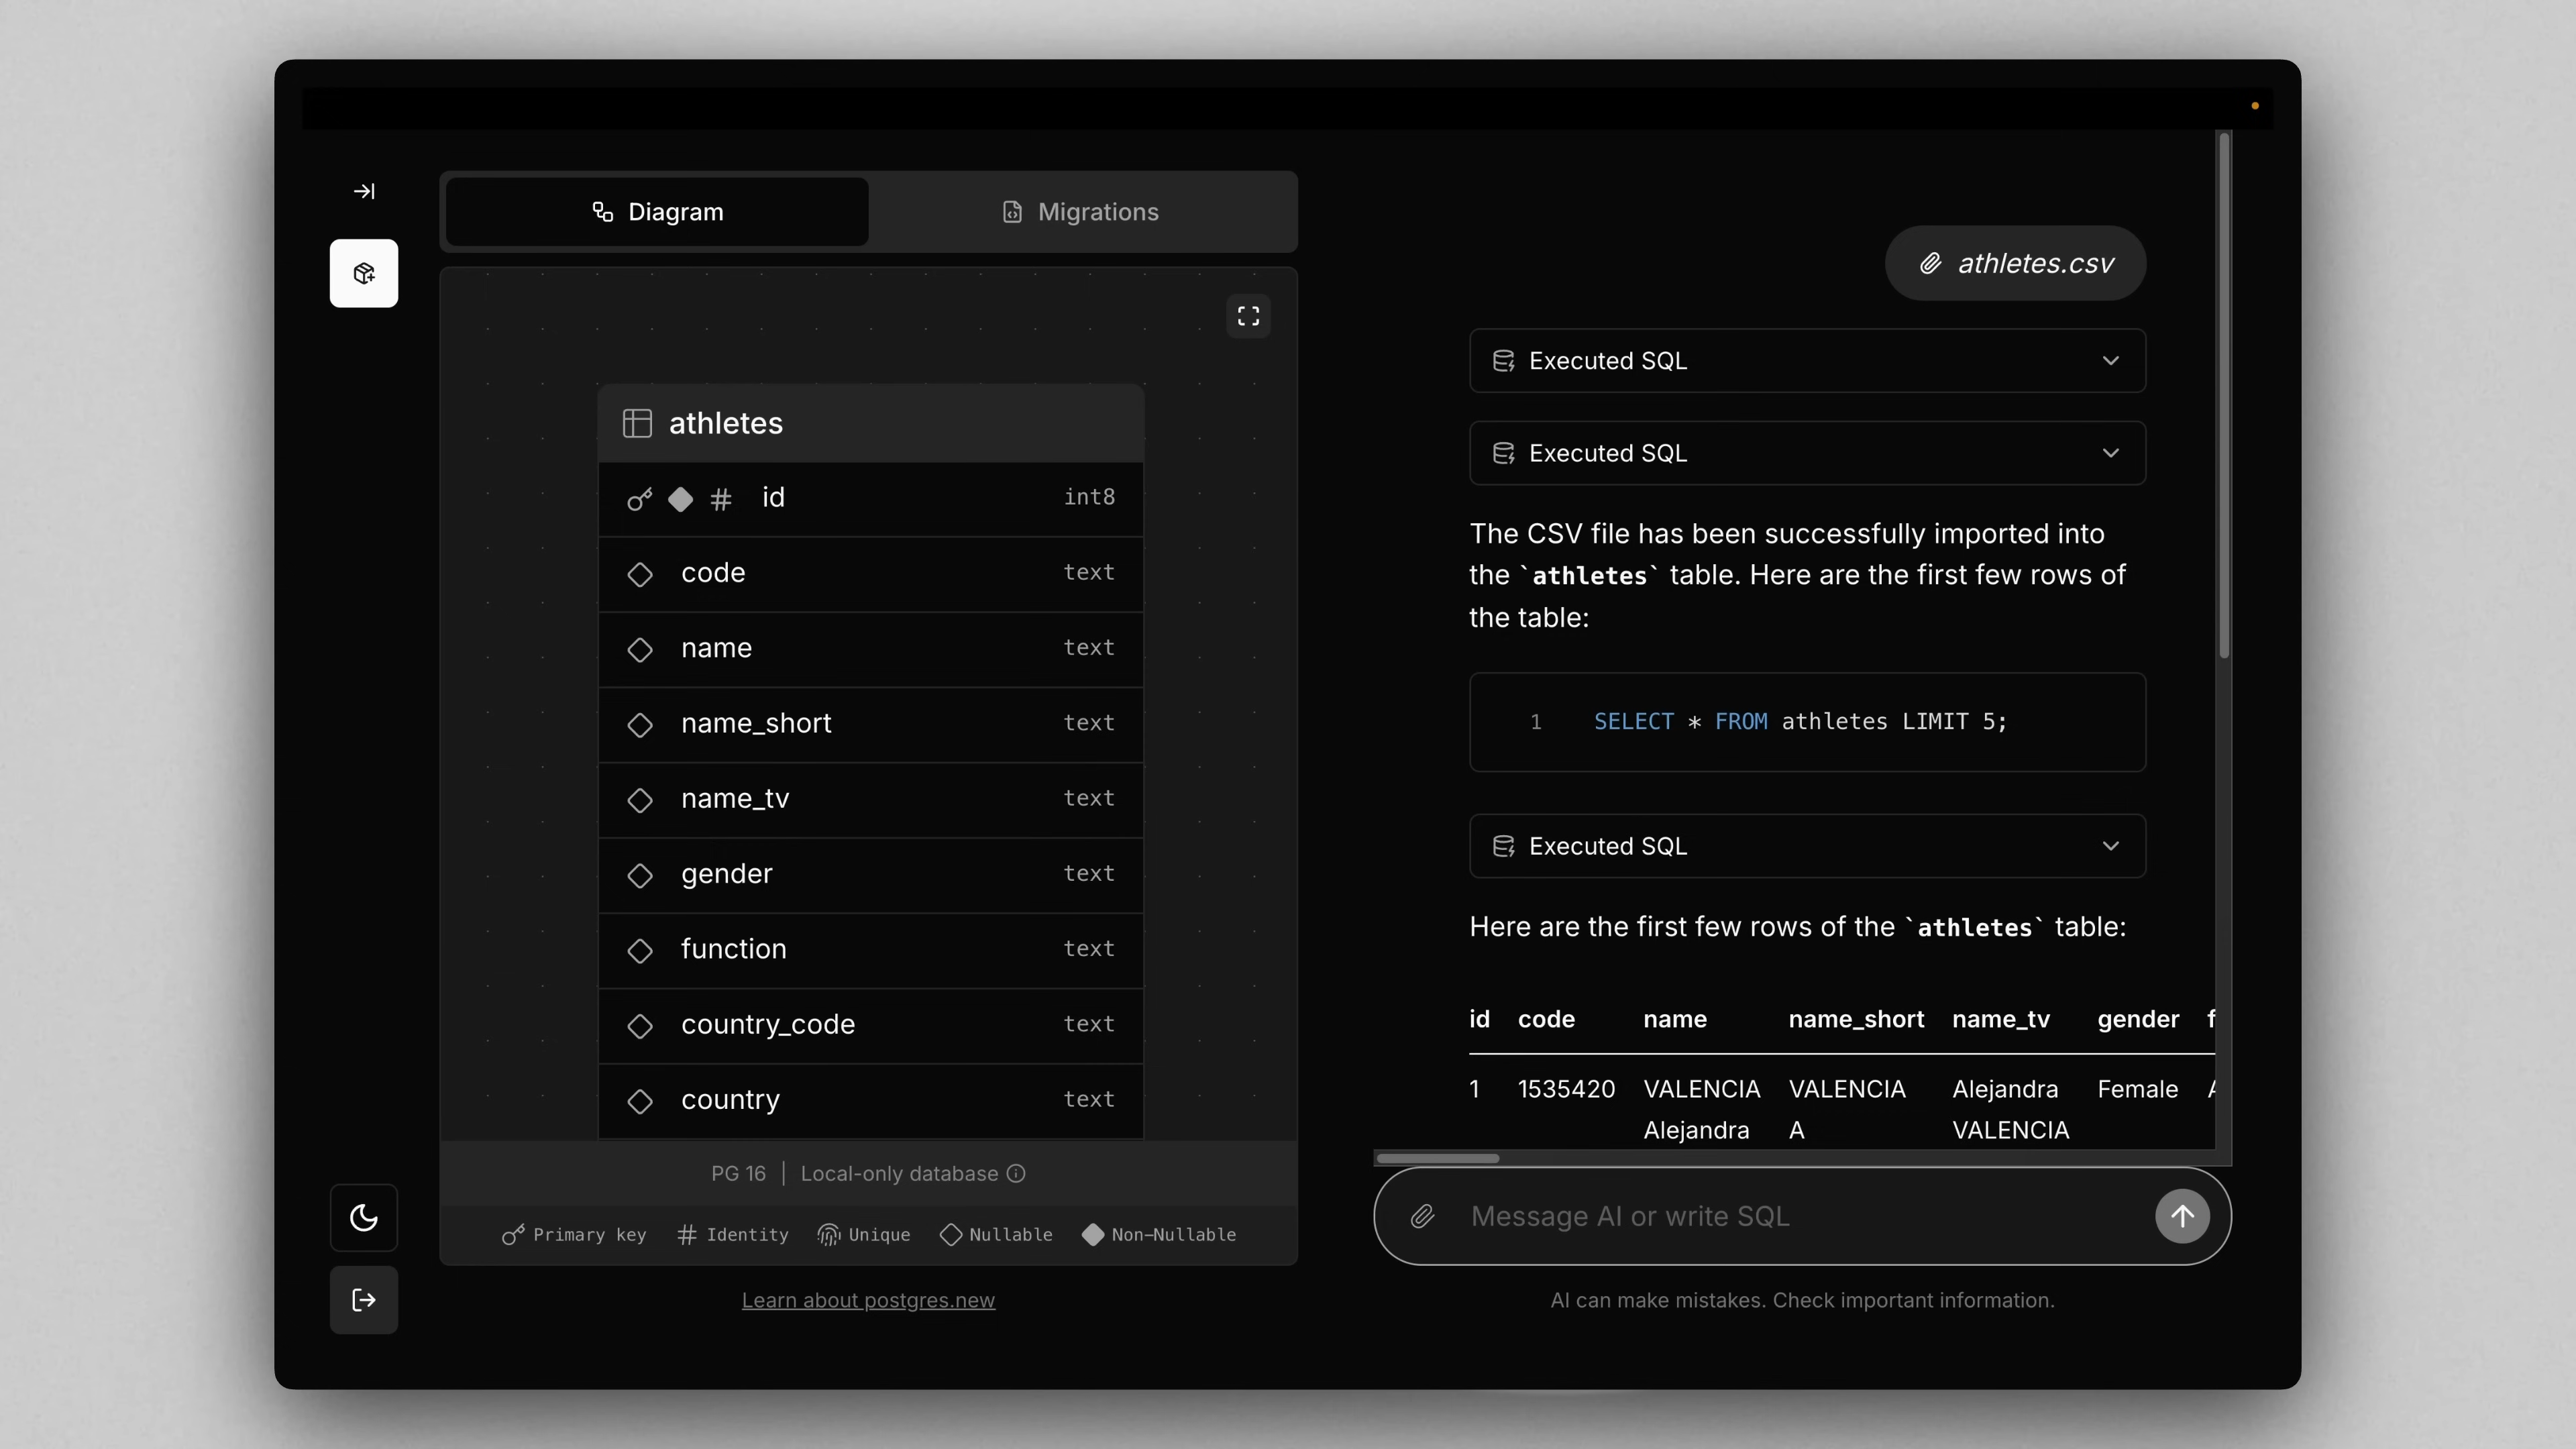 Diagram
Migrations
athletes
id int8
code text
name text
name_short text
name_tv text
gender text
function text
country_code text
country text
PG 16 | Local-only database
Primary key # Identity Unique Nullable Non-Nullable
Learn about postgres.new
athletes.csv
Executed SQL
Executed SQL
The CSV file has been successfully imported into
the `athletes` table. Here are the first few rows of
the table:
1 SELECT * FROM athletes LIMIT 5;
Executed SQL
Here are the first few rows of the `athletes` table:
id code name name_short name_tv gender f
1 1535420 VALENCIA VALENCIA Alejandra Female
Alejandra A VALENCIA
Message AI or write SQL
AI can make mistakes. Check important information.